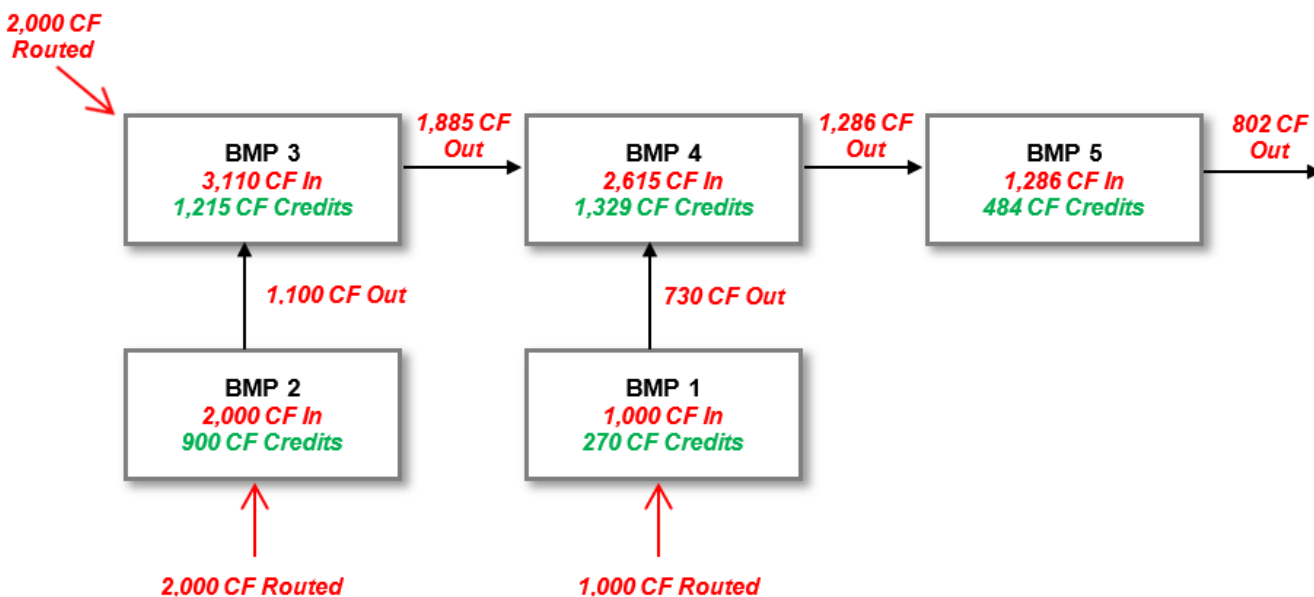 2,000 CF
Routed
1,885 CF
Out
1,286 CF
Out
802 CF
Out
BMP 3
3,110 CF In
1,215 CF Credits
BMP 4
2,615 CF In
1,329 CF Credits
BMP 5
1,286 CF In
484 CF Credits
1,100 CF Out
730 CF Out
BMP 2
2,000 CF In
900 CF Credits
BMP 1
1,000 CF In
270 CF Credits
2,000 CF Routed
1,000 CF Routed